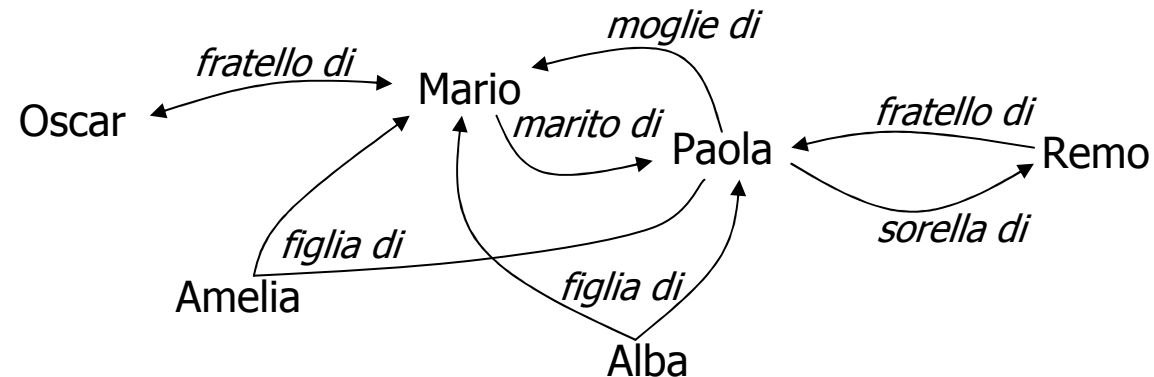 moglie di
fratello di
Mario
Oscar
marito di
fratello di
Paola
Remo
sorella di
figlia di
Amelia
figlia di
Alba